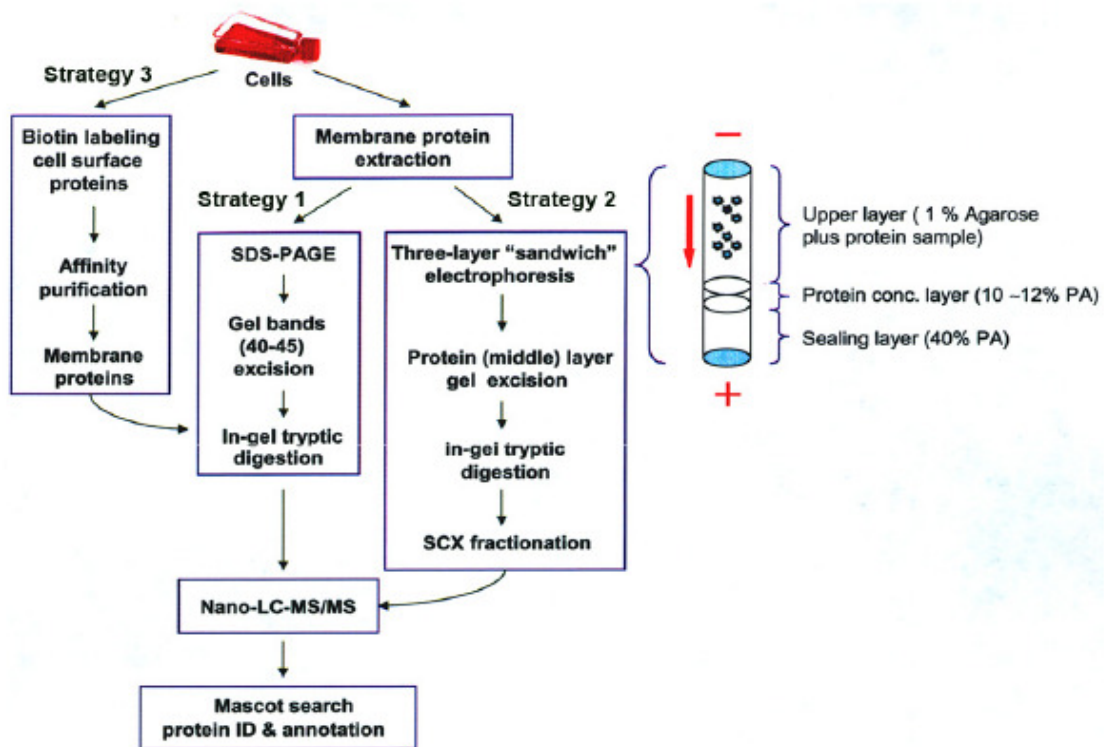 Cells
Strategy 3
Biotin labeling
cell surface
proteins
Affinity
purification
Membrane
proteins
Membrane protein
extraction
Strategy 1
SDS-PAGE
Gel bands
(40-45)
excision
In-gel tryptic
digestion
Strategy 2
Three-layer “sandwich”
electrophoresis
Protein (middle) layer
gel excision
in-gel tryptic
digestion
SCX fractionation
Nano-LC-MS/MS
Mascot search
protein ID & annotation
−
Upper layer ( 1 % Agarose
plus protein sample)
Protein conc. layer (10 ~12% PA)
Sealing layer (40% PA)
+